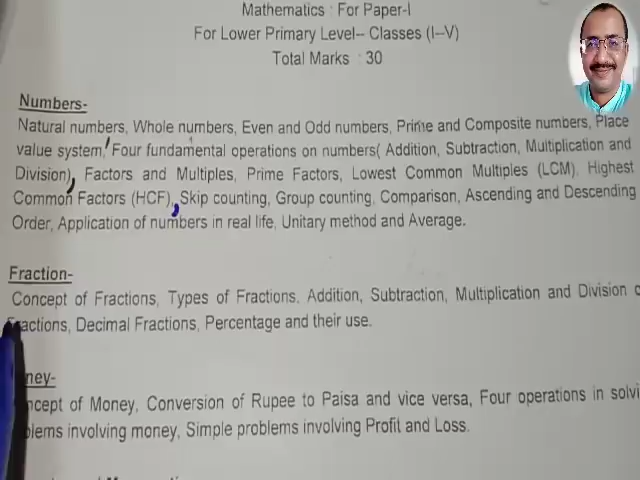 Mathematics : For Paper-I
For Lower Primary Level– Classes (I–V)
Total Marks : 30
Numbers-
Natural numbers, Whole numbers, Even and Odd numbers, Prime and Composite numbers, Place
value system, Four fundamental operations on numbers( Addition, Subtraction, Multiplication and
Division), Factors and Multiples, Prime Factors, Lowest Common Multiples (LCM), Highest
Common Factors (HCF), Skip counting, Group counting, Comparison, Ascending and Descending
Order, Application of numbers in real life, Unitary method and Average.
Fraction-
Concept of Fractions, Types of Fractions, Addition, Subtraction, Multiplication and Division o
Fractions, Decimal Fractions, Percentage and their use.
ney-
ncept of Money, Conversion of Rupee to Paisa and vice versa, Four operations in solvi
blems involving money, Simple problems involving Profit and Loss.